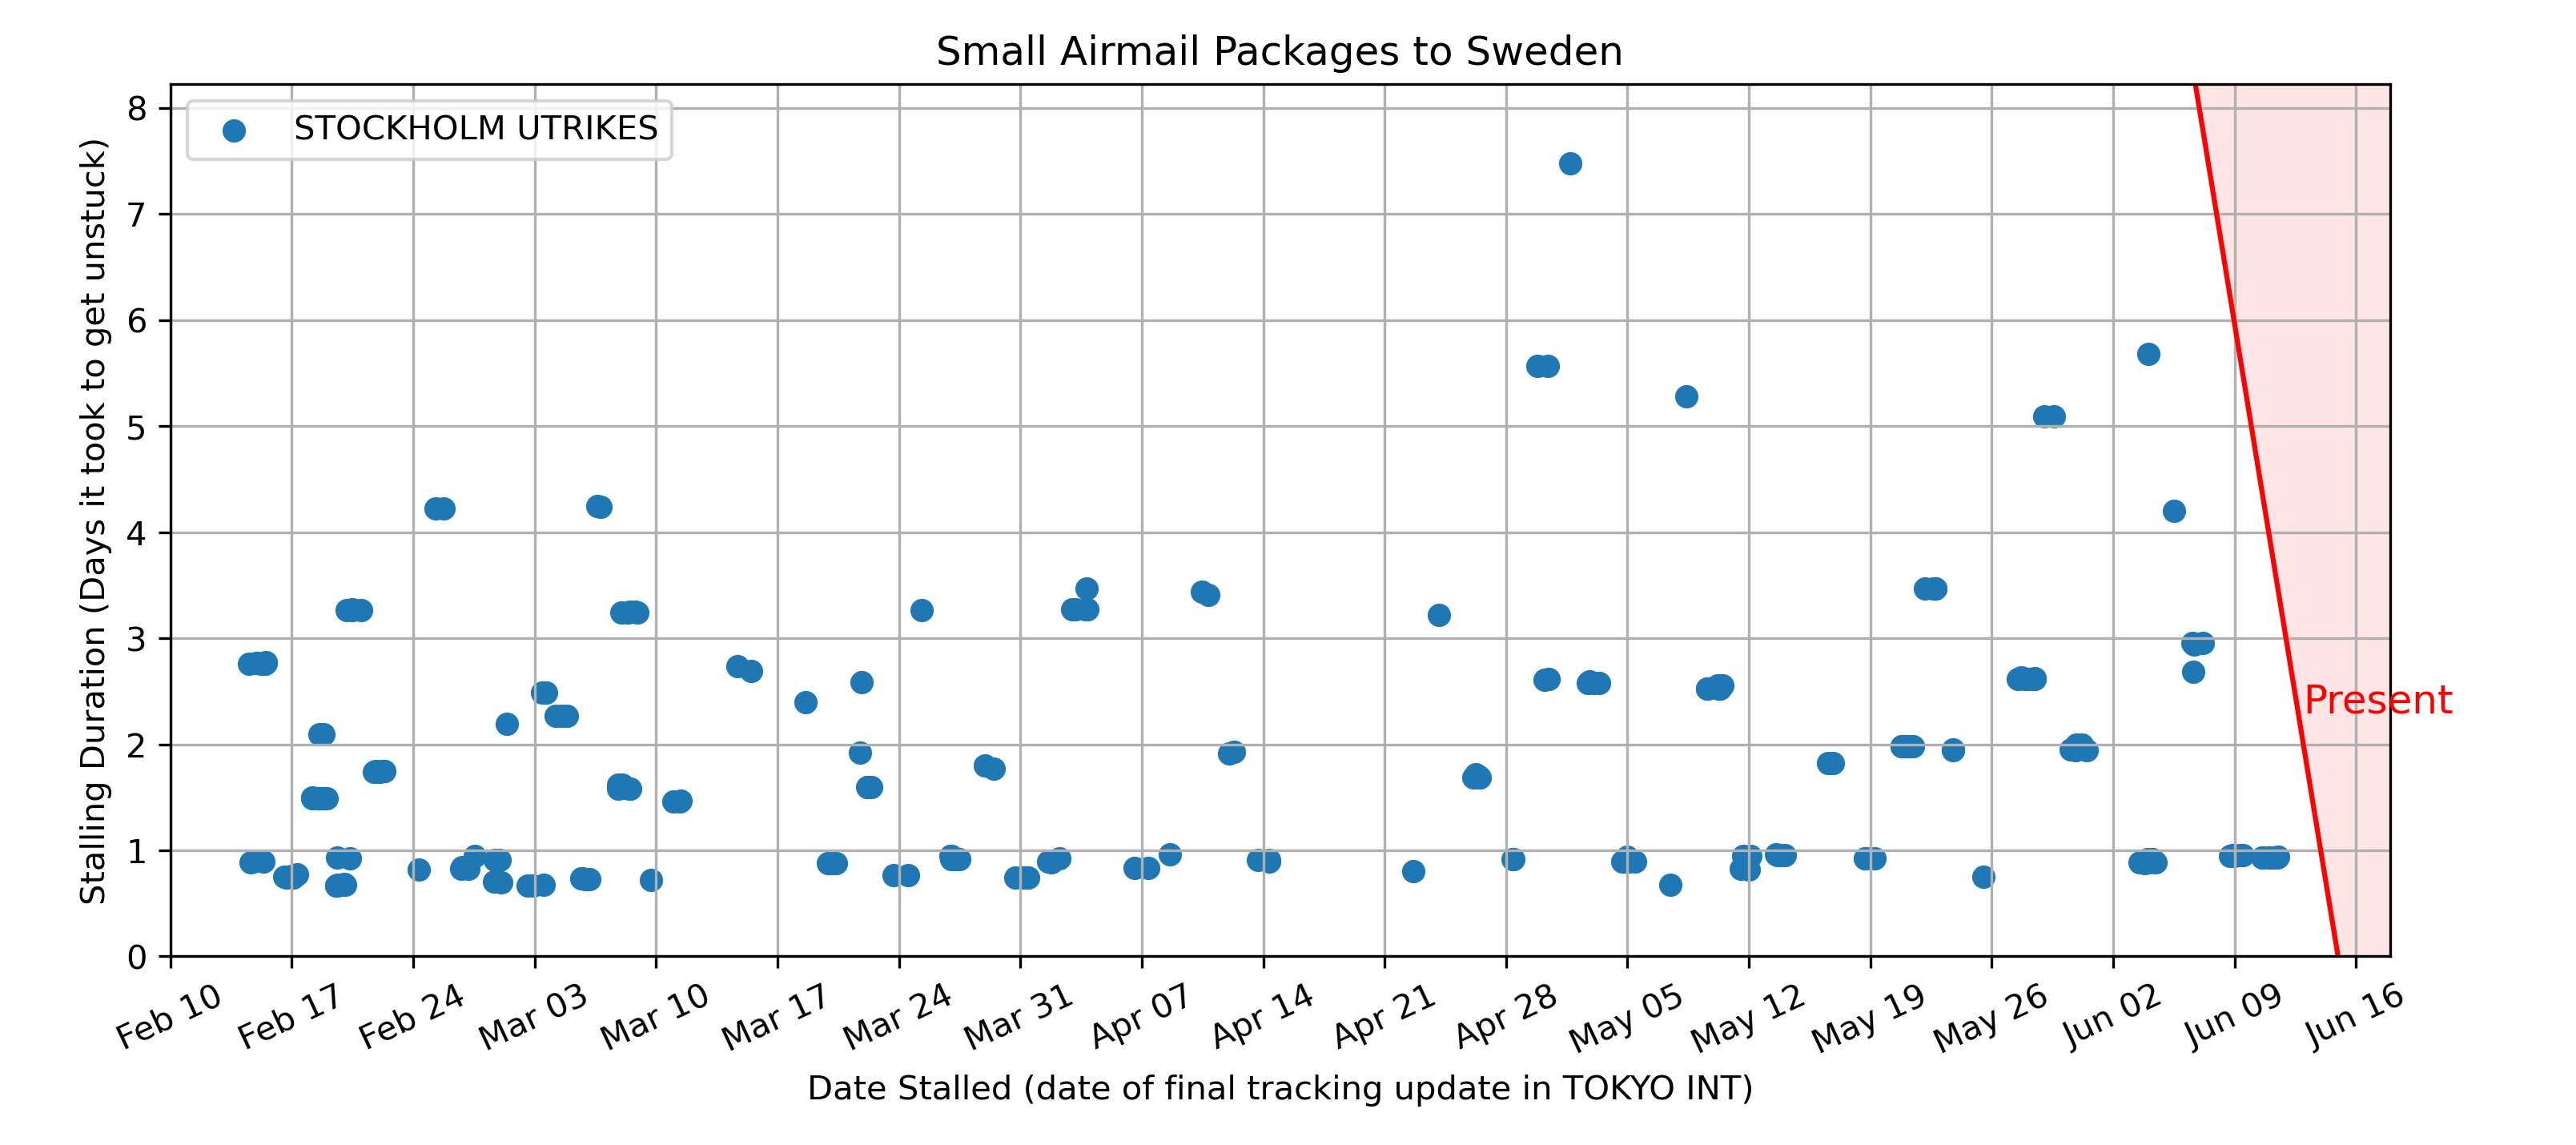 Small Airmail Packages to Sweden
STOCKHOLM UTRIKES
Stalling Duration (Days it took to get unstuck)
8
7
6
5
4
3
2
1
0
Present
Feb 10
Feb 17
Feb 24
Mar 03
Mar 10
Mar 17
Mar 24
Mar 31
Apr 07
Apr 14
Apr 21
Apr 28
May 05
May 12
May 19
May 26
Jun 02
Jun 09
Jun 16
Date Stalled (date of final tracking update in TOKYO INT)